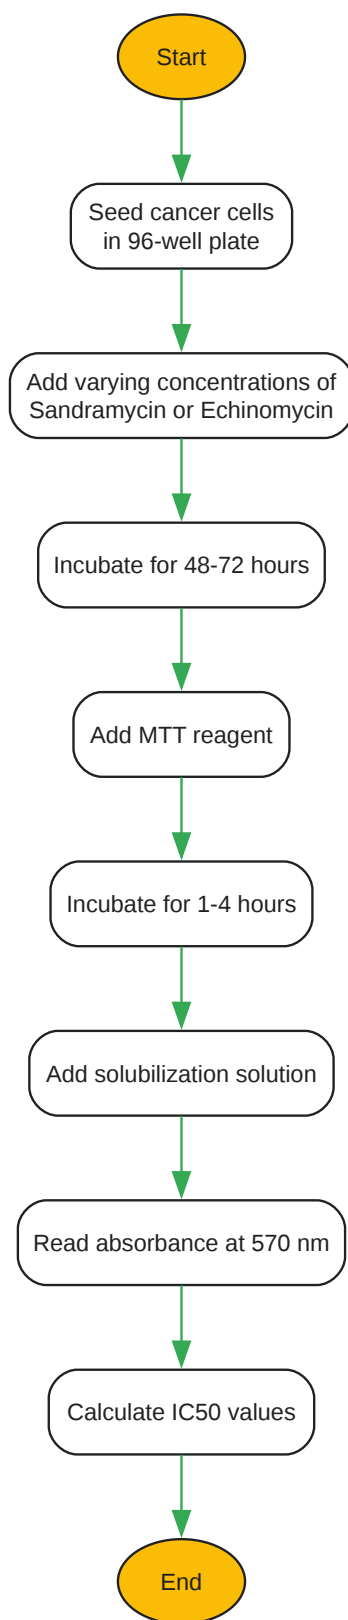 Start
Seed cancer cells
in 96-well plate
Add varying concentrations of
Sandramycin or Echinomycin
Incubate for 48-72 hours
Add MTT reagent
Incubate for 1-4 hours
Add solubilization solution
Read absorbance at 570 nm
Calculate IC50 values
End